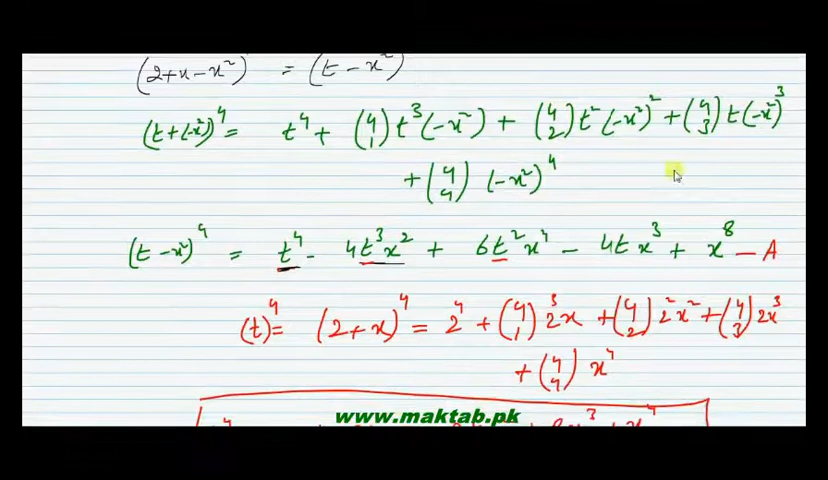 (2+x-x²) = (t-x²)
(t+(-x²))⁴ = t⁴ + (4 1) t³ (-x²) + (4 2) t² (-x²)² + (4 3) t (-x²)³
+ (4 4) (-x²)⁴
(t-x²)⁴ = t⁴ - 4t³x² + 6t²x⁴ - 4tx³ + x⁸ — A
(t)⁴ = (2+x)⁴ = 2⁴ + (4 1) 2³x + (4 2) 2²x² + (4 3) 2x³
+ (4 4) x⁴
www.maktab.pk